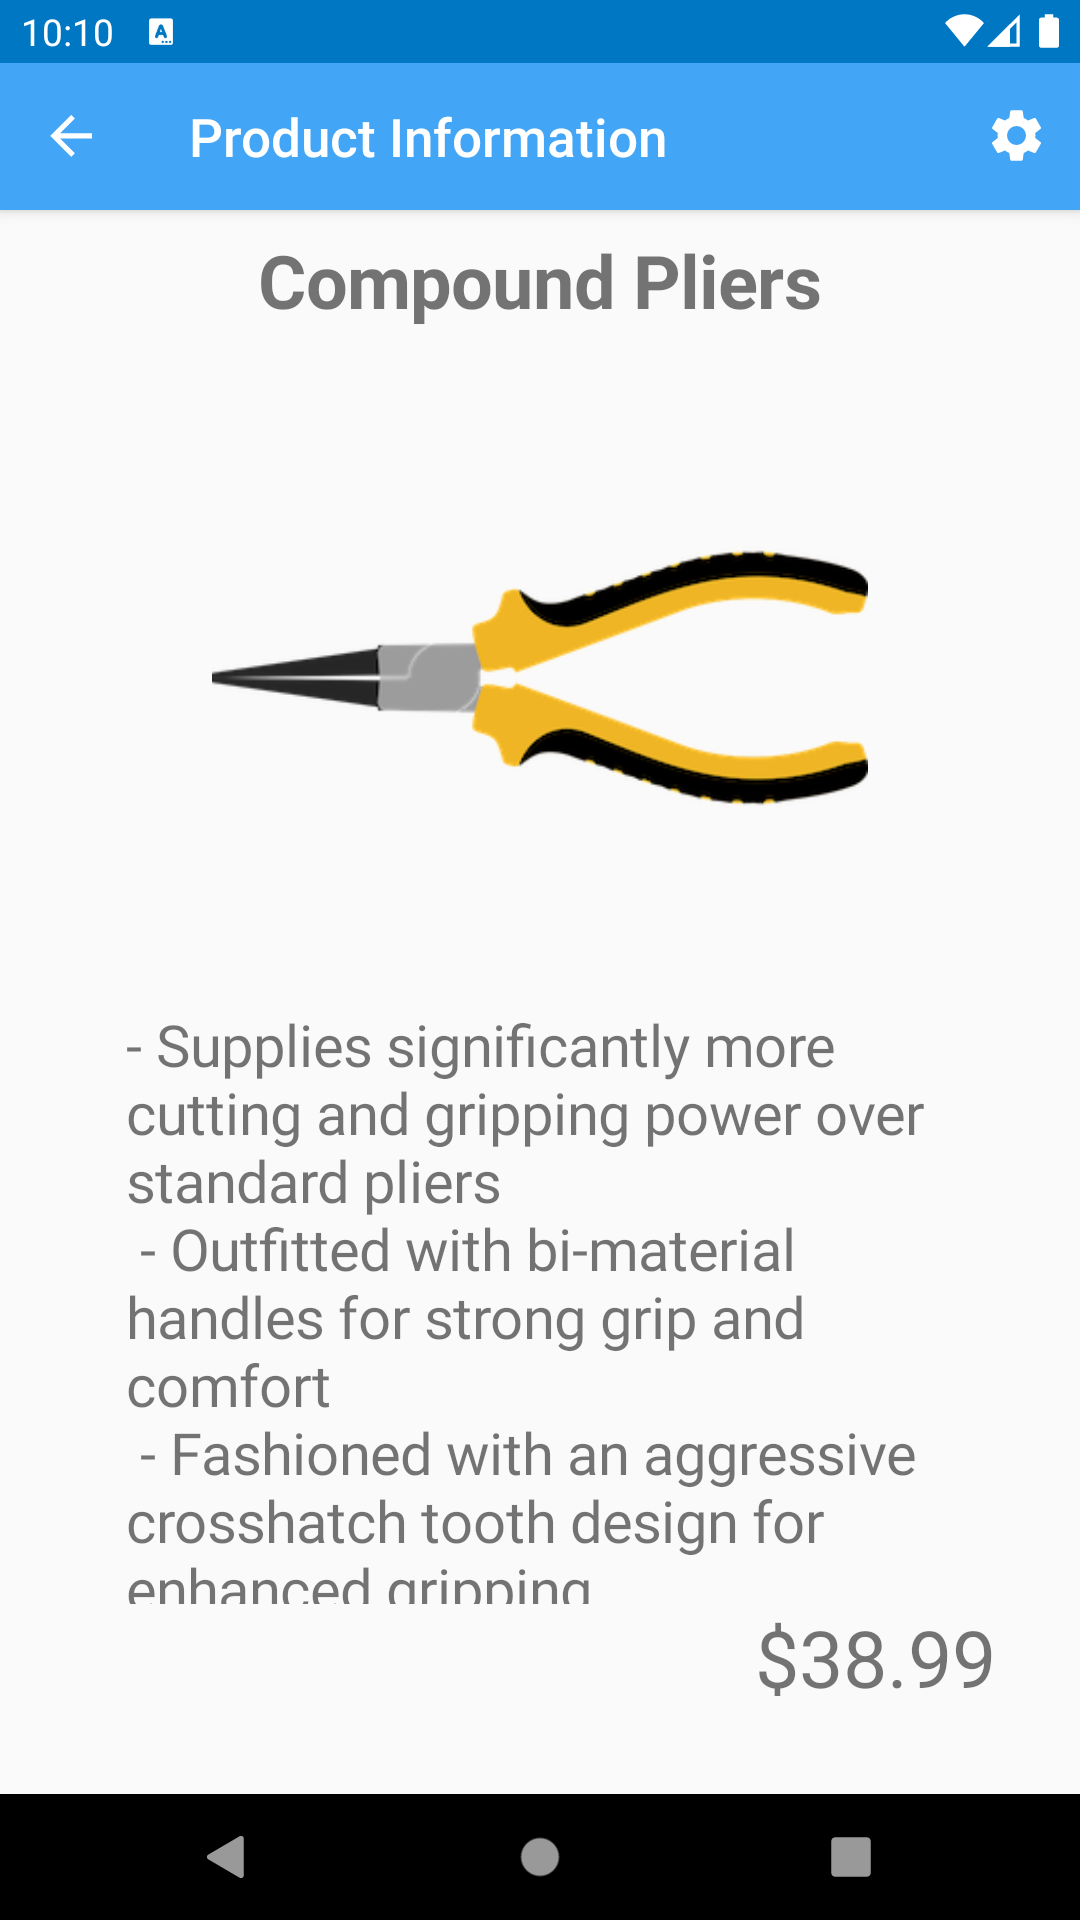 10:10
Product Information
Compound Pliers
- Supplies significantly more
cutting and gripping power over
standard pliers
- Outfitted with bi-material
handles for strong grip and
comfort
- Fashioned with an aggressive
crosshatch tooth design for
enhanced gripping
$38.99